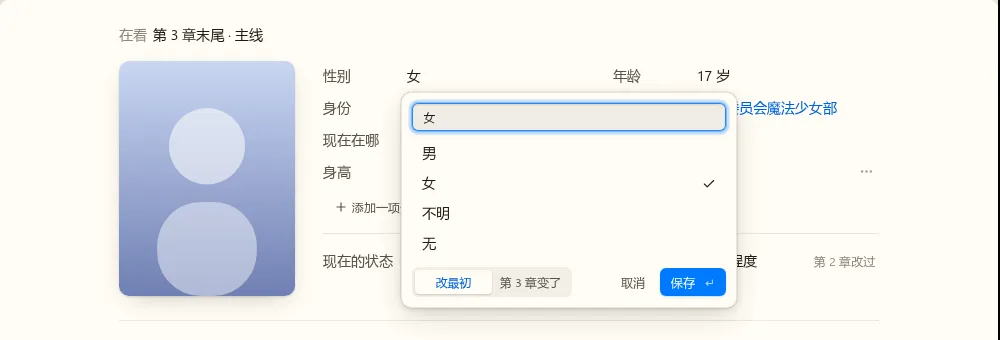 在看 第 3 章末尾 · 主线
性别 女 年龄 17 岁
身份 委员会魔法少女部
女
现在在哪
男
身高 ···
女
添加一项
不明
无
现在的状态 程度 第 2 章改过
改最初 第 3 章变了 取消 保存 ↵